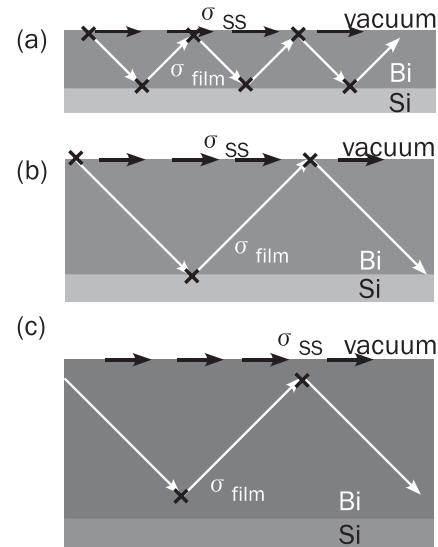 (a) σ SS vacuum
σ film Bi
Si
(b) σ SS vacuum
σ film Bi
Si
(c)
σ SS vacuum
σ film Bi
Si